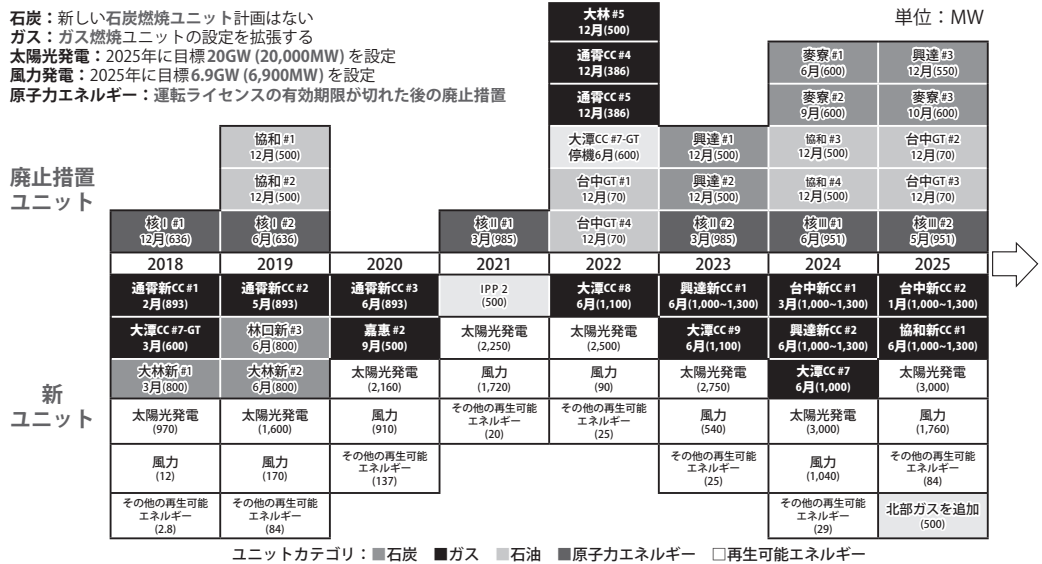 石炭：新しい石炭燃焼ユニット計画はない
ガス：ガス燃焼ユニットの設定を拡張する
太陽光発電：2025年に目標20GW (20,000MW) を設定
風力発電：2025年に目標6.9GW (6,900MW) を設定
原子力エネルギー：運転ライセンスの有効期限が切れた後の廃止措置
単位：MW
廃止措置
ユニット
大林#5
12月(500)
通霄CC #4
12月(386)
麥寮 #1
6月(600)
興達 #3
12月(550)
通霄CC #5
12月(386)
麥寮 #2
9月(600)
麥寮 #3
10月(600)
協和 #1
12月(500)
大潭CC #7-GT
停機6月(600)
興達 #1
12月(500)
協和 #3
12月(500)
台中GT #2
12月(70)
協和 #2
12月(500)
台中GT #1
12月(70)
興達 #2
12月(500)
協和 #4
12月(500)
台中GT #3
12月(70)
核 I #1
12月(636)
核 I #2
6月(636)
核 II #1
3月(985)
台中GT #4
12月(70)
核 II #2
3月(985)
核 III #1
6月(951)
核 III #2
5月(951)
2018 2019 2020 2021 2022 2023 2024 2025
新
ユニット
通霄新CC #1
2月(893)
通霄新CC #2
5月(893)
通霄新CC #3
6月(893)
IPP 2
(500)
大潭CC #8
6月(1,100)
興達新CC #1
6月(1,000~1,300)
台中新CC #1
3月(1,000~1,300)
台中新CC #2
1月(1,000~1,300)
大潭CC #7-GT
3月(600)
林口新 #3
6月(800)
嘉惠 #2
9月(500)
太陽光発電
(2,250)
太陽光発電
(2,500)
大潭CC #9
6月(1,100)
興達新CC #2
6月(1,000~1,300)
協和新CC #1
6月(1,000~1,300)
大林新 #1
3月(800)
大林新 #2
6月(800)
太陽光発電
(2,160)
風力
(1,720)
風力
(90)
太陽光発電
(2,750)
大潭CC #7
6月(1,000)
太陽光発電
(3,000)
太陽光発電
(970)
太陽光発電
(1,600)
風力
(910)
その他の再生可能
エネルギー
(20)
その他の再生可能
エネルギー
(25)
風力
(540)
太陽光発電
(3,000)
風力
(1,760)
風力
(12)
風力
(170)
その他の再生可能
エネルギー
(137)
その他の再生可能
エネルギー
(25)
風力
(1,040)
その他の再生可能
エネルギー
(84)
その他の再生可能
エネルギー
(2.8)
その他の再生可能
エネルギー
(84)
その他の再生可能
エネルギー
(29)
北部ガスを追加
(500)
ユニットカテゴリ：■石炭 ■ガス ■石油 ■原子力エネルギー □再生可能エネルギー